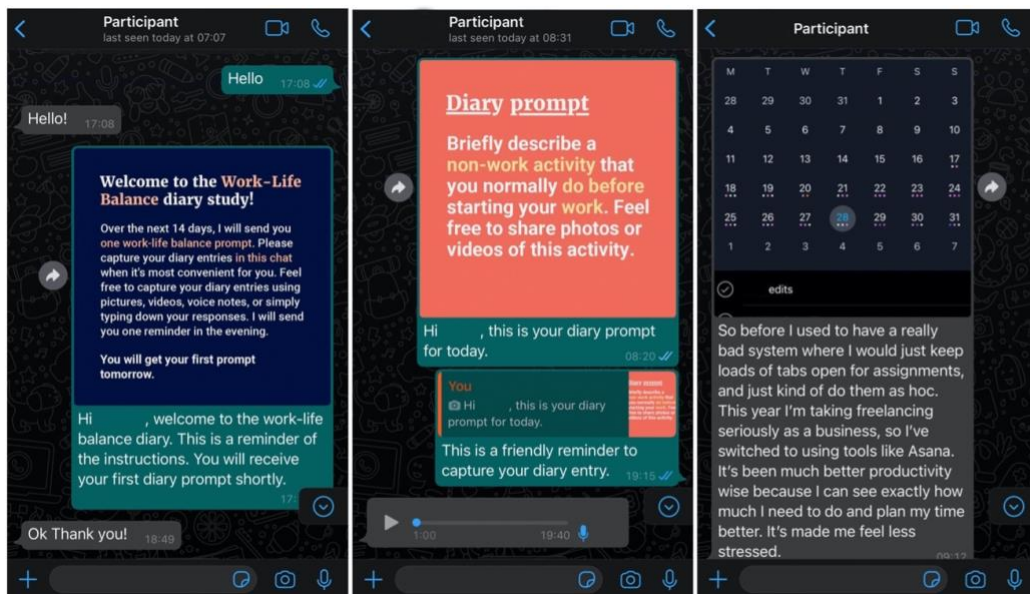 Participant
last seen today at 07:07
Hello 17:08
Hello! 17:08
Welcome to the Work-Life
Balance diary study!
Over the next 14 days, I will send you
one work-life balance prompt. Please
capture your diary entries in this chat
when it's most convenient for you. Feel
free to capture your diary entries using
pictures, videos, voice notes, or simply
typing down your responses. I will send
you one reminder in the evening.
You will get your first prompt
tomorrow.
Hi , welcome to the work-life
balance diary. This is a reminder of
the instructions. You will receive
your first diary prompt shortly.
17:
Ok Thank you! 18:49
Participant
last seen today at 08:31
Diary prompt
Briefly describe a
non-work activity that
you normally do before
starting your work. Feel
free to share photos or
videos of this activity.
Hi , this is your diary prompt
for today. 08:20
You
Hi , this is your diary
prompt for today.
This is a friendly reminder to
capture your diary entry. 19:15
1:00 19:40
Participant
M T W T F S S
28 29 30 31 1 2 3
4 5 6 7 8 9 10
11 12 13 14 15 16 17
18 19 20 21 22 23 24
25 26 27 28 29 30 31
1 2 3 4 5 6 7
edits
So before I used to have a really
bad system where I would just keep
loads of tabs open for assignments,
and just kind of do them as hoc.
This year I'm taking freelancing
seriously as a business, so I've
switched to using tools like Asana.
It's been much better productivity
wise because I can see exactly how
much I need to do and plan my time
better. It's made me feel less
stressed. 09:12